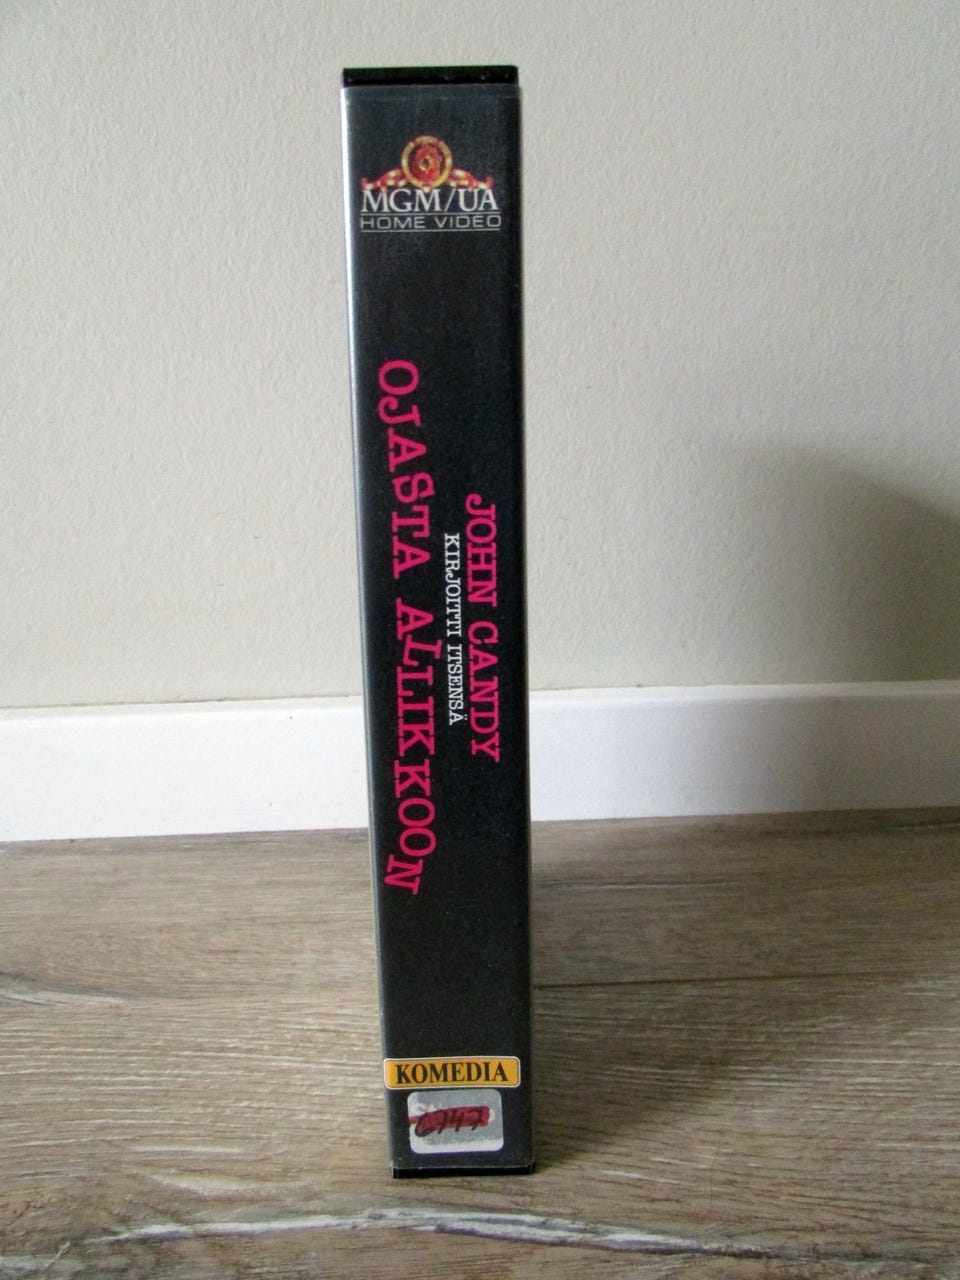 MGM/UA
HOME VIDEO
JOHN CANDY
KIRJOITTI ITSENSÄ
OJASTA ALLIKKOON
KOMEDIA